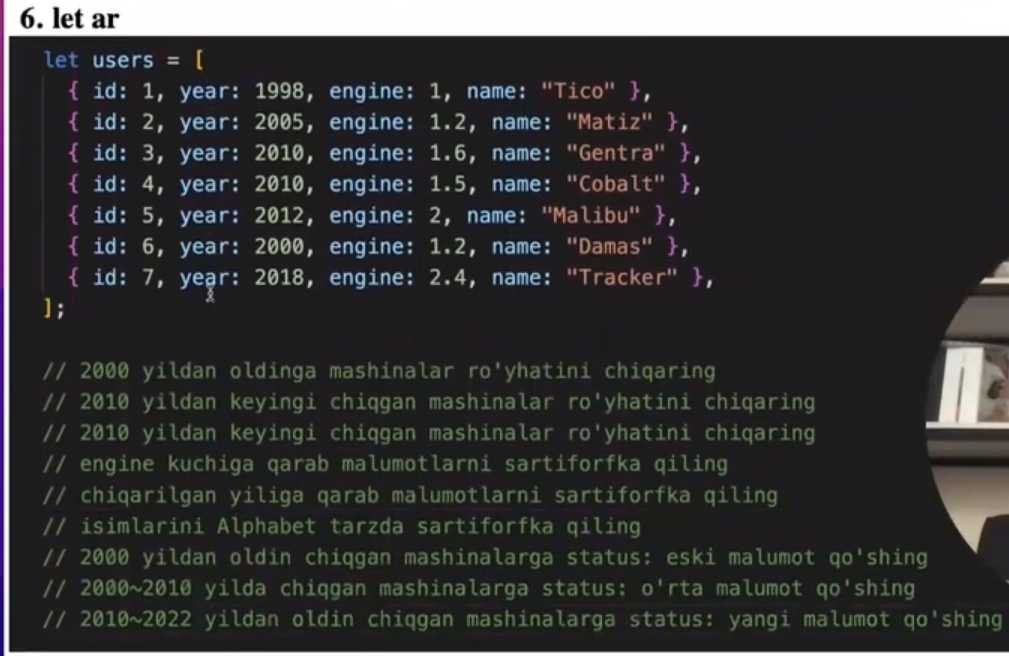 6. let ar
let users = [
{ id: 1, year: 1998, engine: 1, name: "Tico" },
{ id: 2, year: 2005, engine: 1.2, name: "Matiz" },
{ id: 3, year: 2010, engine: 1.6, name: "Gentra" },
{ id: 4, year: 2010, engine: 1.5, name: "Cobalt" },
{ id: 5, year: 2012, engine: 2, name: "Malibu" },
{ id: 6, year: 2000, engine: 1.2, name: "Damas" },
{ id: 7, year: 2018, engine: 2.4, name: "Tracker" },
];
// 2000 yildan oldinga mashinalar ro'yhatini chiqaring
// 2010 yildan keyingi chiqgan mashinalar ro'yhatini chiqaring
// 2010 yildan keyingi chiqgan mashinalar ro'yhatini chiqaring
// engine kuchiga qarab malumotlarni sartiforfka qiling
// chiqarilgan yiliga qarab malumotlarni sartiforfka qiling
// isimlarini Alphabet tarzda sartiforfka qiling
// 2000 yildan oldin chiqgan mashinalarga status: eski malumot qo'shing
// 2000~2010 yilda chiqgan mashinalarga status: o'rta malumot qo'shing
// 2010~2022 yildan oldin chiqgan mashinalarga status: yangi malumot qo'shing